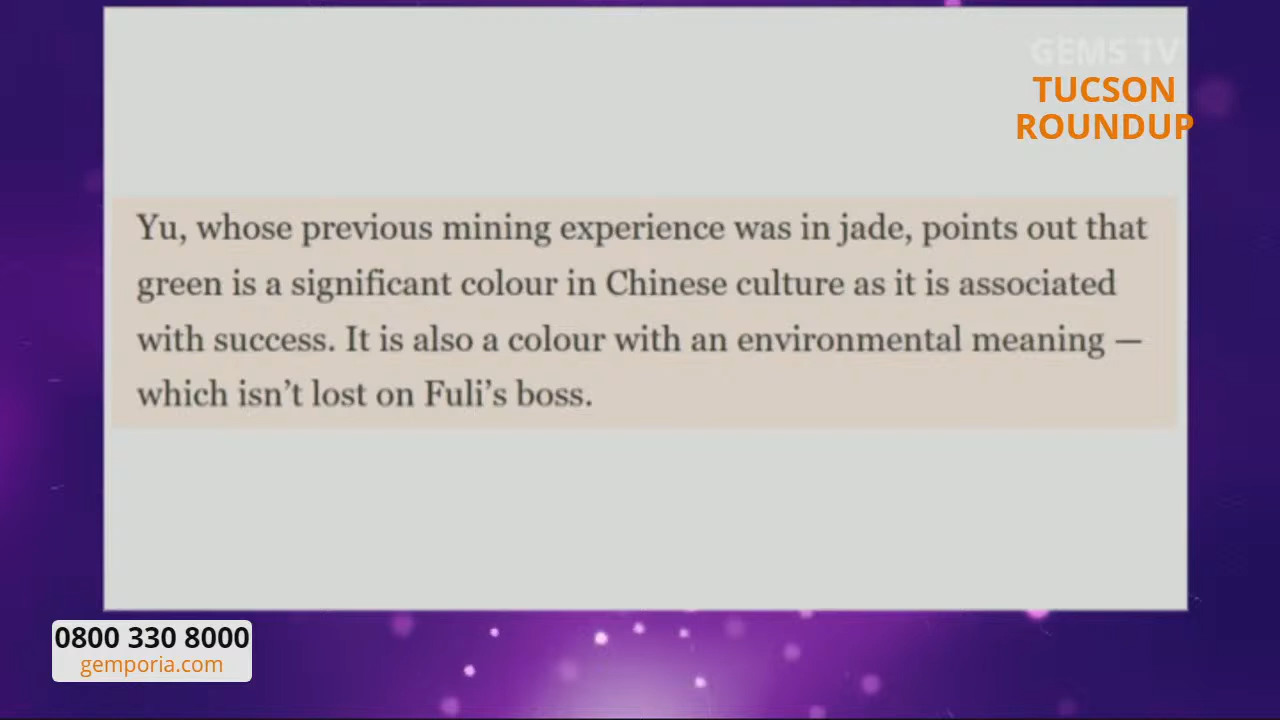 GEMS TV
TUCSON
ROUNDUP
Yu, whose previous mining experience was in jade, points out that
green is a significant colour in Chinese culture as it is associated
with success. It is also a colour with an environmental meaning —
which isn’t lost on Fuli’s boss.
0800 330 8000
gemporia.com